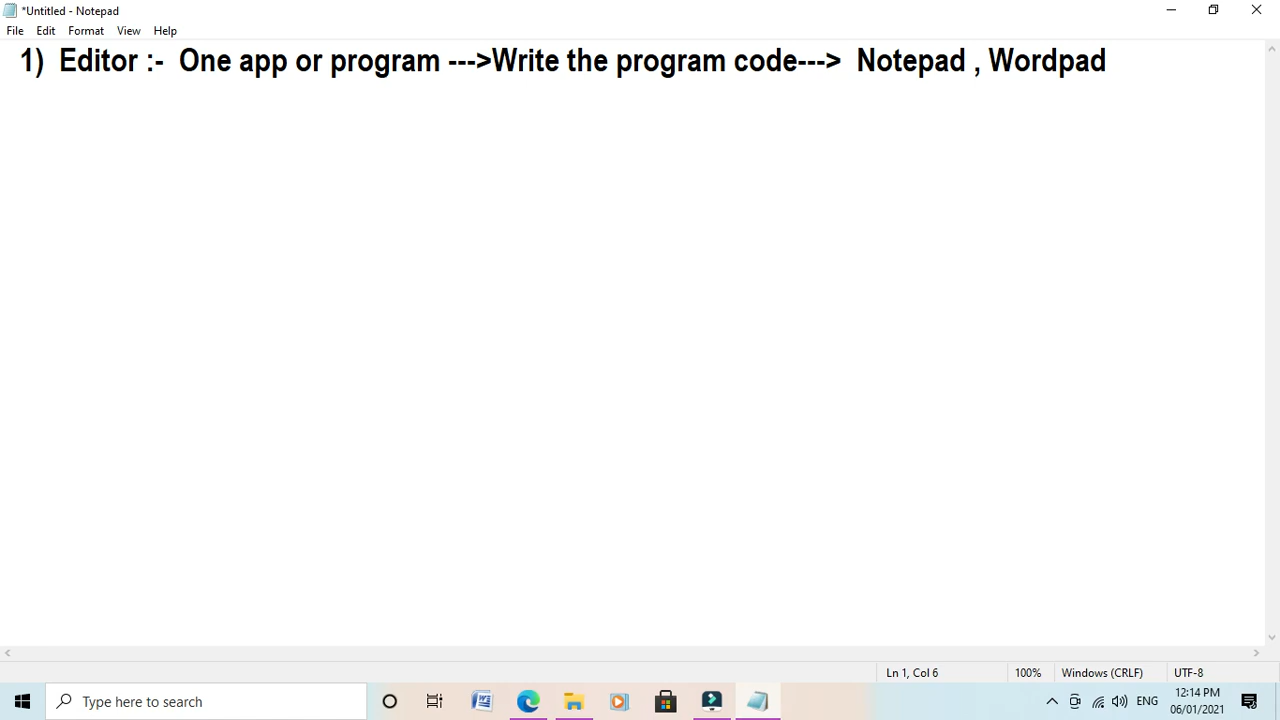 *Untitled - Notepad
File Edit Format View Help
1) Editor :- One app or program --->Write the program code---> Notepad , Wordpad
Ln 1, Col 6 100% Windows (CRLF) UTF-8
Type here to search
ENG
12:14 PM
06/01/2021